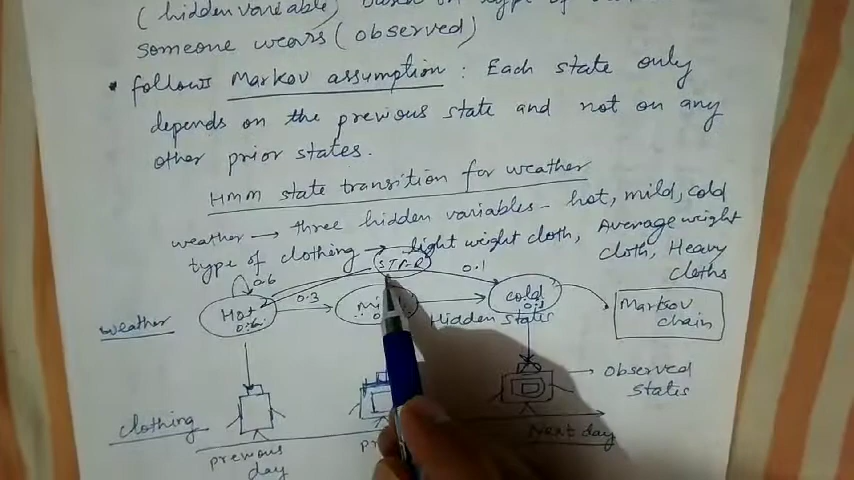 (hidden variable) based on type of
someone wears (observed)
• follows Markov assumption : Each state only
depends on the previous state and not on any
other prior states.
HMM state transition for weather
weather → three hidden variables - hot, mild, cold
type of clothing → light weight cloth, Average weight
cloth, Heavy
cloths
0.6
0.1
0.3
weather
Hot
0.6
cold
Markov
chain
Hidden states
observed
states
clothing
previous
day
Next day